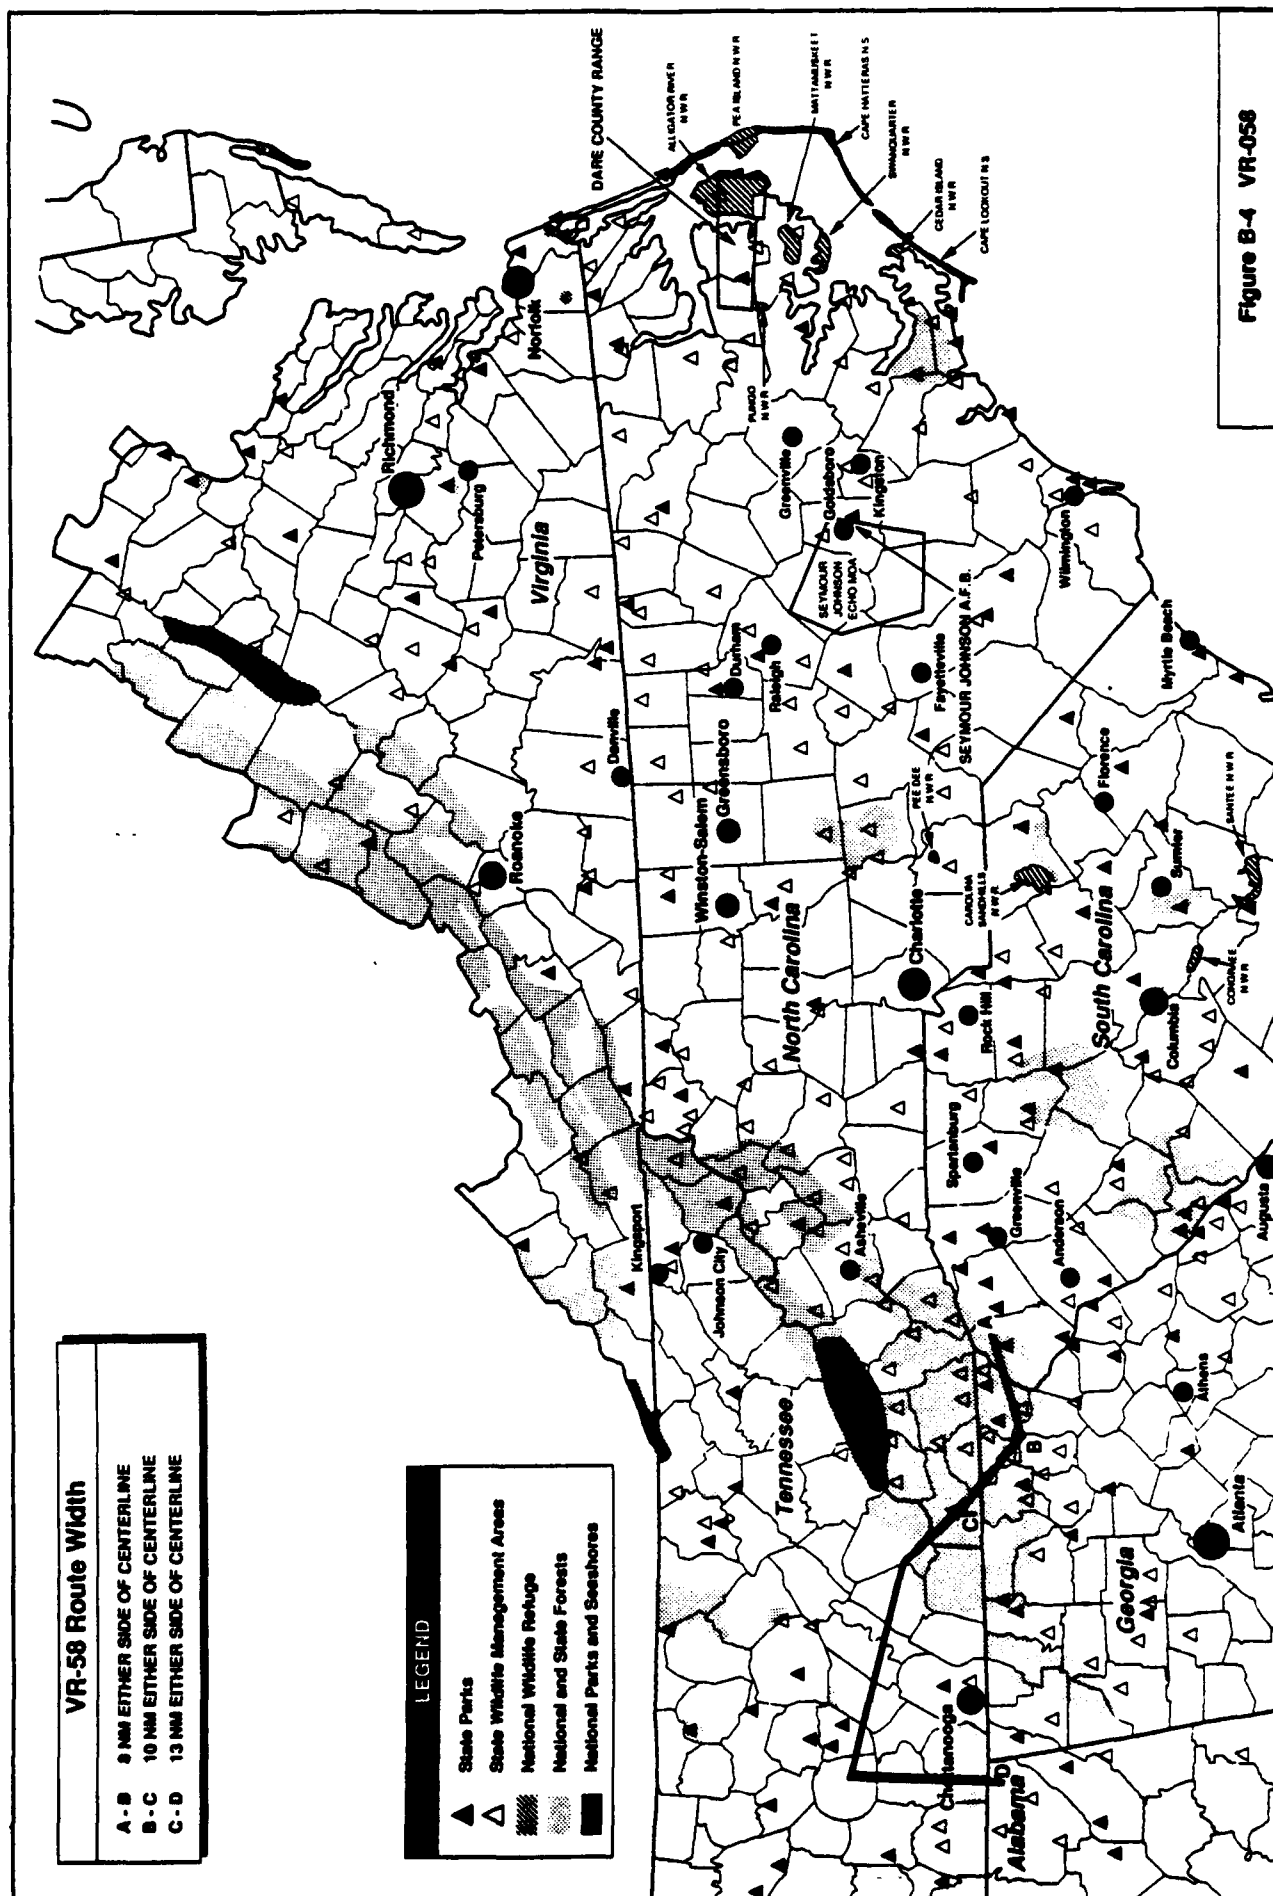 VR-58 Route Width
A - B 8 NM EITHER SIDE OF CENTERLINE
B - C 10 NM EITHER SIDE OF CENTERLINE
C - D 13 NM EITHER SIDE OF CENTERLINE
LEGEND
State Parks
State Wildlife Management Areas
National Wildlife Refuge
National and State Forests
National Parks and Seashores
Richmond
Petersburg
Norfolk
Virginia
Roanoke
Danville
DARE COUNTY RANGE
ALLIGATOR RIVER
N W R
PEA ISLAND N W R
MATTAMUSKEET
N W R
CAPE HATTERAS N S
SWANQUARTER
N W R
CEDAR ISLAND
N W R
CAPE LOOKOUT N S
PUNGO
N W R
Greenville
Goldsboro
Kingston
SEYMOUR
JOHNSON
ECHO MOA
SEYMOUR JOHNSON A.F.B.
Wilmington
Durham
Raleigh
Fayetteville
Greensboro
Winston-Salem
North Carolina
Charlotte
PEE DEE
N W R
CAROLINA
SANDHILLS
N W R
Myrtle Beach
Florence
Sumter
SANTEE N W R
South Carolina
CONGAREE
N W R
Columbia
Rock Hill
Spartanburg
Greenville
Anderson
Augusta
Kingsport
Johnson City
Asheville
Tennessee
A
B
C
D
Athens
Atlanta
Georgia
Chattanooga
Alabama
Figure B-4 VR-058